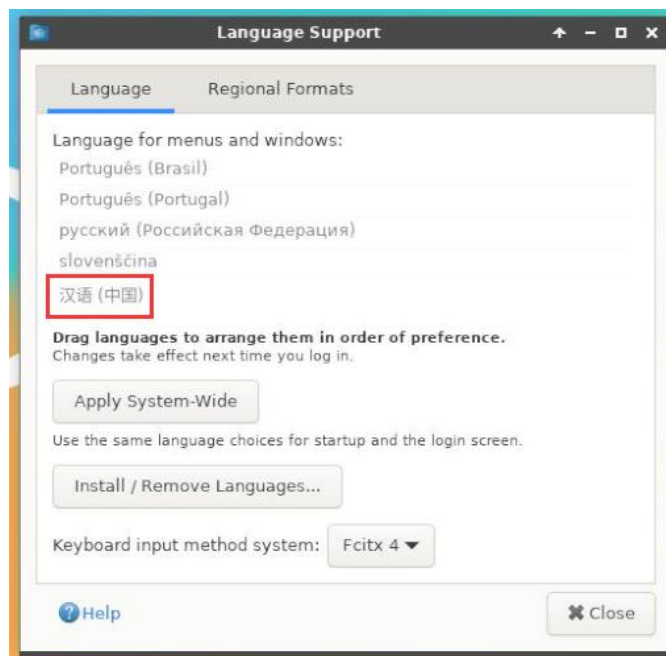 Language Support
Language Regional Formats
Language for menus and windows:
Português (Brasil)
Português (Portugal)
русский (Российская Федерация)
slovenščina
汉语 (中国)
Drag languages to arrange them in order of preference.
Changes take effect next time you log in.
Apply System-Wide
Use the same language choices for startup and the login screen.
Install / Remove Languages...
Keyboard input method system: Fcitx 4
Help Close